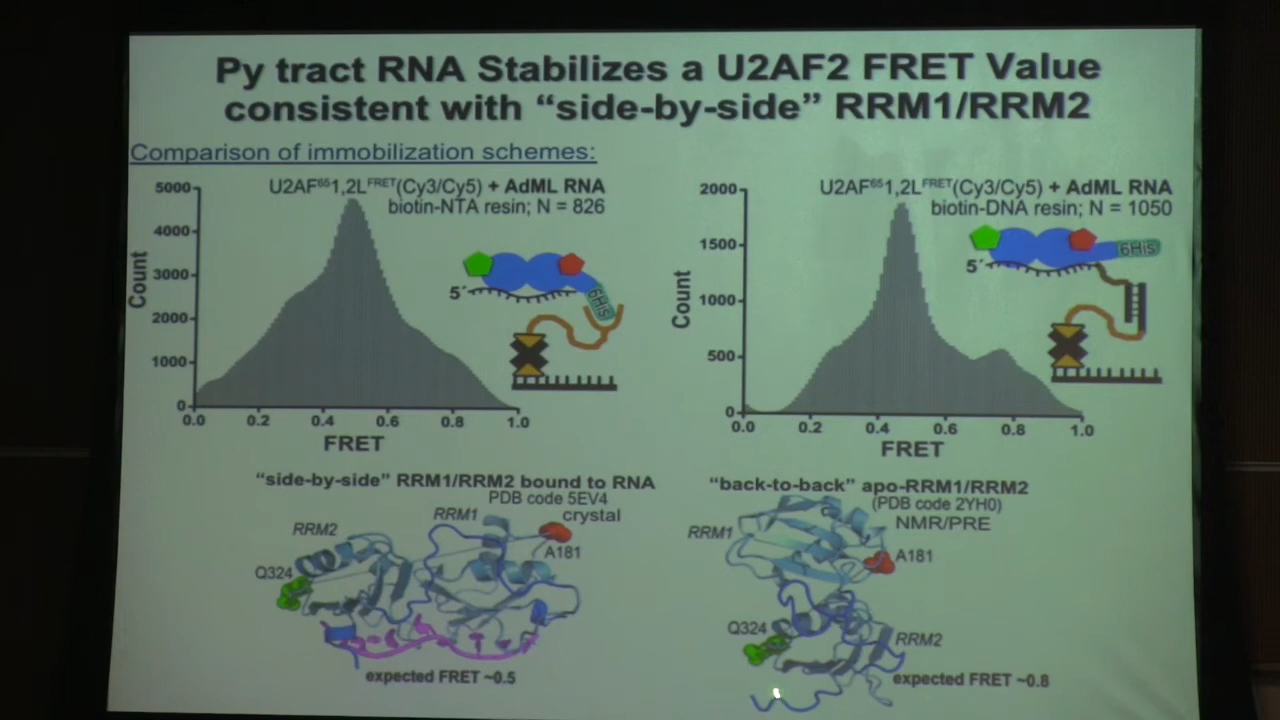 Py tract RNA Stabilizes a U2AF2 FRET Value
consistent with “side-by-side” RRM1/RRM2
Comparison of immobilization schemes:
U2AF⁶⁵1,2Lᶠᴿᴱᵀ(Cy3/Cy5) + AdML RNA
biotin-NTA resin; N = 826
5000
4000
3000
2000
1000
0
Count
0.0 0.2 0.4 0.6 0.8 1.0
FRET
5´
6His
U2AF⁶⁵1,2Lᶠᴿᴱᵀ(Cy3/Cy5) + AdML RNA
biotin-DNA resin; N = 1050
2000
1500
1000
500
0
Count
0.0 0.2 0.4 0.6 0.8 1.0
FRET
5´
6His
“side-by-side” RRM1/RRM2 bound to RNA
PDB code 5EV4
crystal
RRM2
RRM1
A181
Q324
expected FRET ~0.5
“back-to-back” apo-RRM1/RRM2
(PDB code 2YH0)
NMR/PRE
RRM1
A181
Q324
RRM2
expected FRET ~0.8